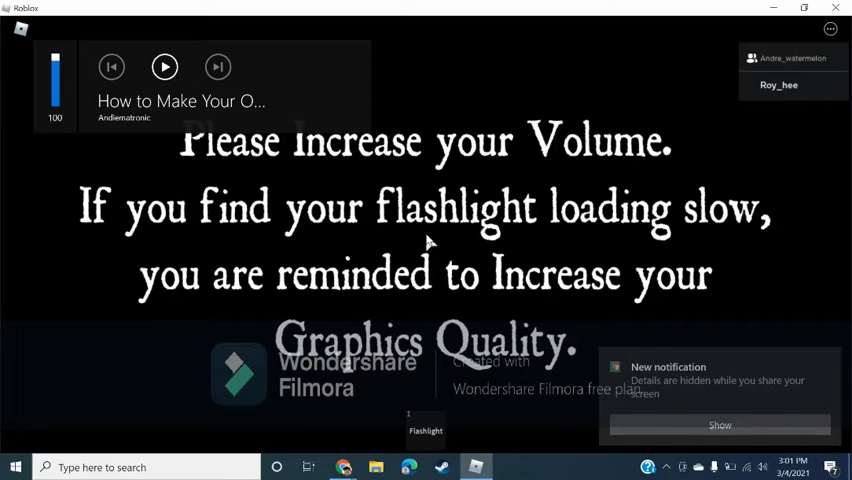 Roblox
100
How to Make Your O...
Andiematronic
Andre_watermelon
Roy_hee
Please Increase your Volume.
If you find your flashlight loading slow,
you are reminded to Increase your
Graphics Quality.
Wondershare
Filmora
Created with
Wondershare Filmora free plan
New notification
Details are hidden while you share your
screen
Show
1
Flashlight
Type here to search
3:01 PM
3/4/2021
7